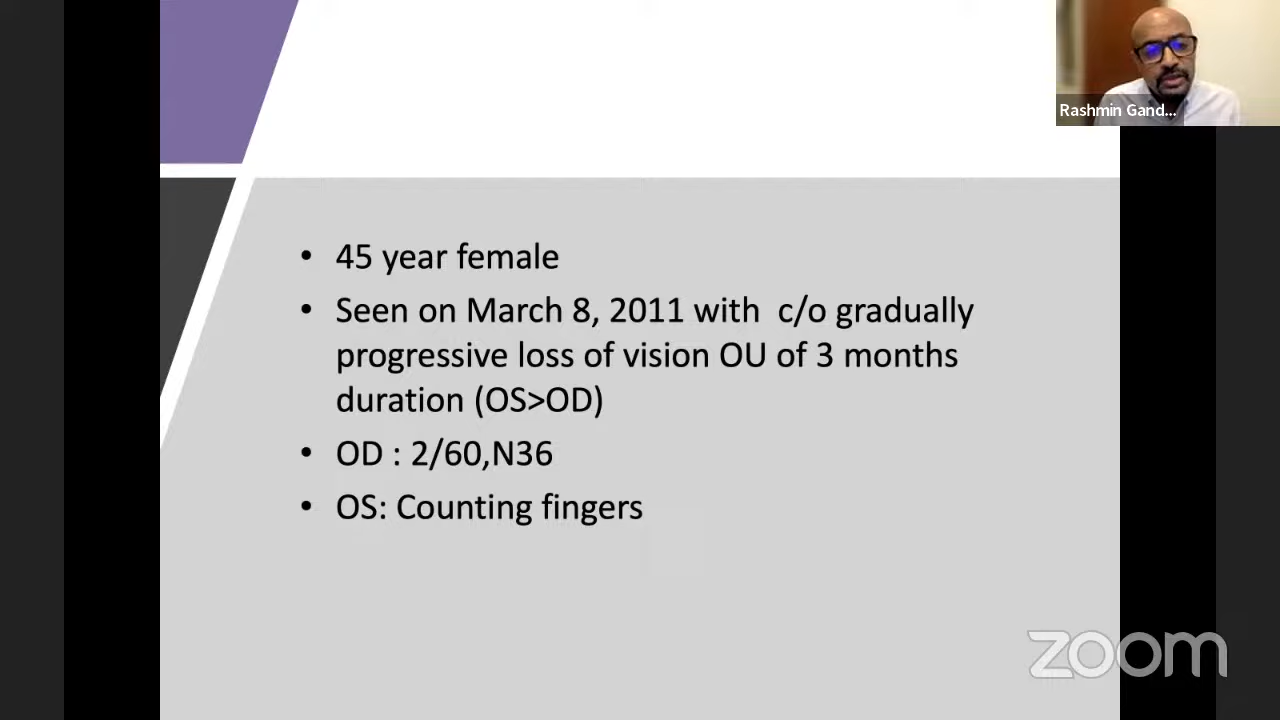 Rashmin Gand...
• 45 year female
• Seen on March 8, 2011 with c/o gradually
progressive loss of vision OU of 3 months
duration (OS>OD)
• OD : 2/60,N36
• OS: Counting fingers
zoom